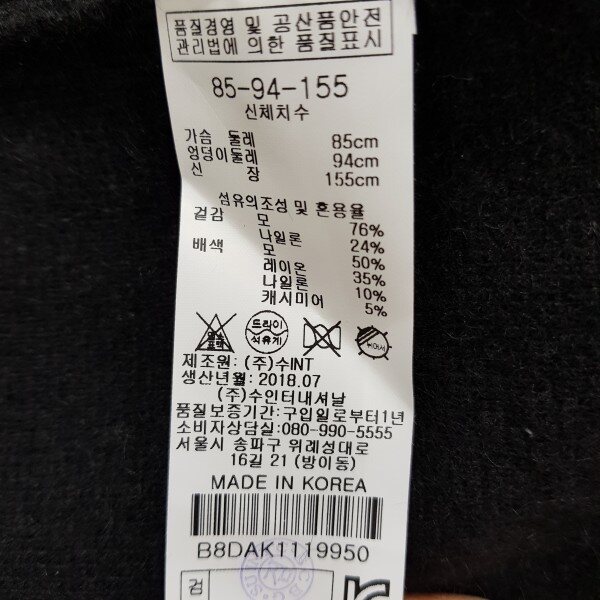 품질경영 및 공산품안전
관리법에 의한 품질표시
85-94-155
신체치수
가슴 둘레 85cm
엉덩이둘레 94cm
신 장 155cm
섬유의조성 및 혼용율
겉감 모 76%
나일론 24%
배색 모 50%
레이온 35%
나일론 10%
캐시미어 5%
드라이
석유계
제조원: (주)수INT
생산년월: 2018.07
(주)수인터내셔날
품질보증기간: 구입일로부터1년
소비자상담실: 080-990-5555
서울시 송파구 위례성대로
16길 21 (방이동)
MADE IN KOREA
B8DAK1119950
검